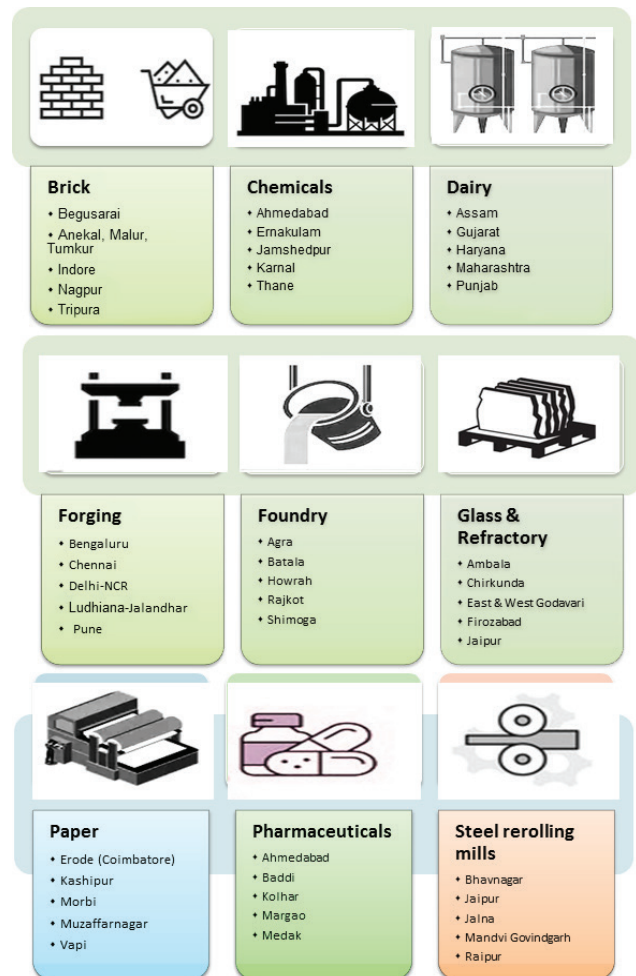 Brick
• Begusarai
• Anekal, Malur,
Tumkur
• Indore
• Nagpur
• Tripura
Chemicals
• Ahmedabad
• Ernakulam
• Jamshedpur
• Karnal
• Thane
Dairy
• Assam
• Gujarat
• Haryana
• Maharashtra
• Punjab
Forging
• Bengaluru
• Chennai
• Delhi-NCR
• Ludhiana-Jalandhar
• Pune
Foundry
• Agra
• Batala
• Howrah
• Rajkot
• Shimoga
Glass &
Refractory
• Ambala
• Chirkunda
• East & West Godavari
• Firozabad
• Jaipur
Paper
• Erode (Coimbatore)
• Kashipur
• Morbi
• Muzaffarnagar
• Vapi
Pharmaceuticals
• Ahmedabad
• Baddi
• Kolhar
• Margao
• Medak
Steel rerolling
mills
• Bhavnagar
• Jaipur
• Jalna
• Mandvi Govindgarh
• Raipur